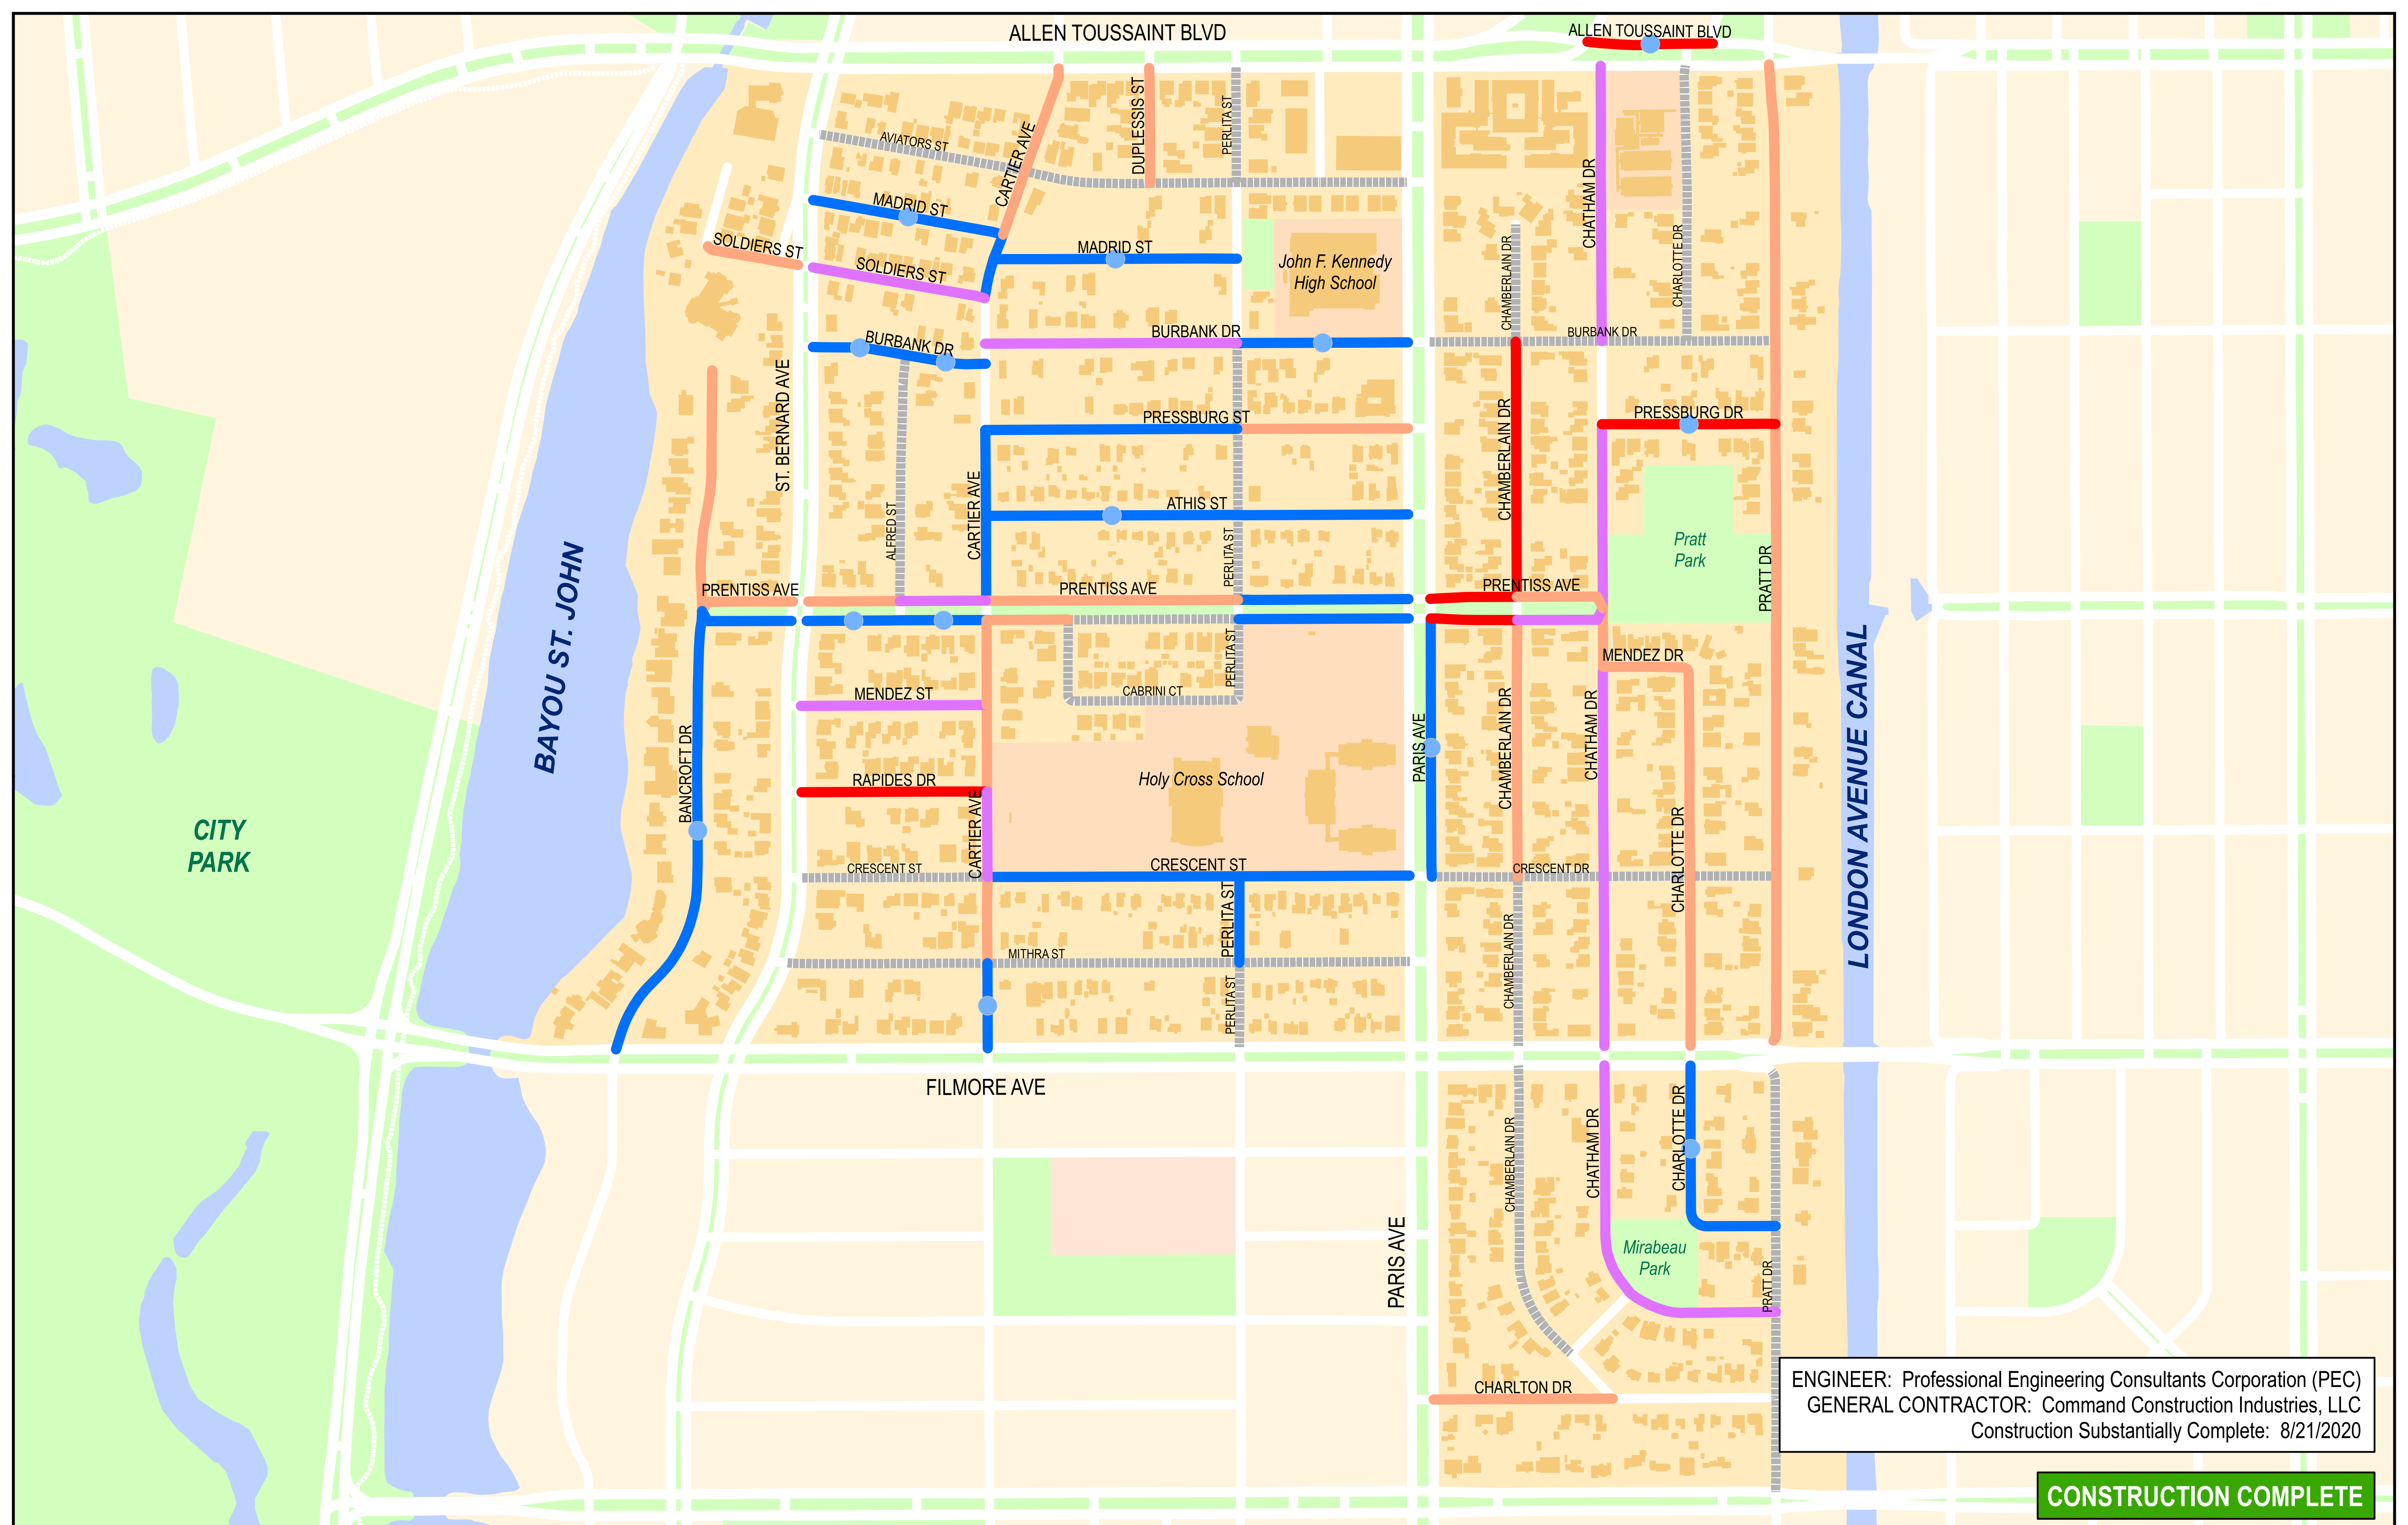 ALLEN TOUSSAINT BLVD
ALLEN TOUSSAINT BLVD
AVIATORS ST
CARTIER AVE
DUPLESSIS ST
PERLITA ST
MADRID ST
MADRID ST
SOLDIERS ST
SOLDIERS ST
John F. Kennedy
High School
CHATHAM DR
CHARLOTTE DR
CHAMBERLAIN DR
BURBANK DR
BURBANK DR
BURBANK DR
ST. BERNARD AVE
PRESSBURG ST
PRESSBURG DR
CHAMBERLAIN DR
CARTIER AVE
ALFRED ST
ATHIS ST
PERLITA ST
Pratt
Park
PRATT DR
BAYOU ST. JOHN
PRENTISS AVE
PRENTISS AVE
PRENTISS AVE
PERLITA ST
MENDEZ DR
MENDEZ ST
CABRINI CT
BANCROFT DR
PARIS AVE
CHAMBERLAIN DR
CHATHAM DR
LONDON AVENUE CANAL
RAPIDES DR
Holy Cross School
CITY
PARK
CARTIER AVE
CHARLOTTE DR
CRESCENT ST
CRESCENT ST
CRESCENT DR
PERLITA ST
MITHRA ST
CHAMBERLAIN DR
PERLITA ST
FILMORE AVE
CHAMBERLAIN DR
CHATHAM DR
CHARLOTTE DR
PARIS AVE
Mirabeau
Park
PRATT DR
CHARLTON DR
ENGINEER: Professional Engineering Consultants Corporation (PEC)
GENERAL CONTRACTOR: Command Construction Industries, LLC
Construction Substantially Complete: 8/21/2020
CONSTRUCTION COMPLETE